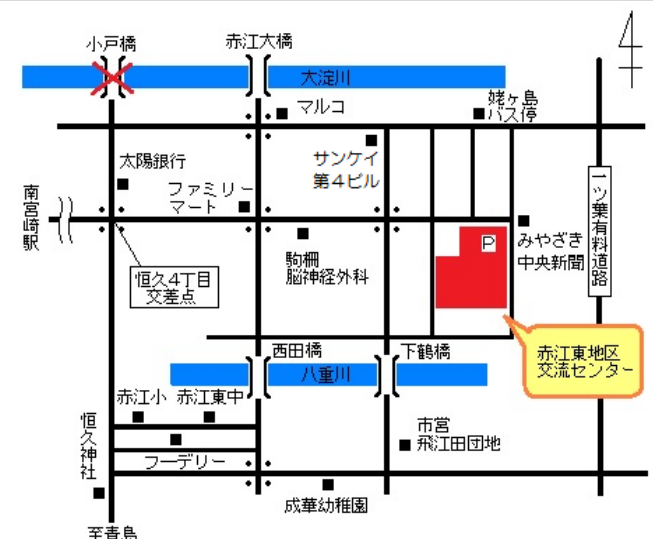 小戸橋
赤江大橋
大淀川
マルコ
姥ヶ島
バス停
太陽銀行
サンケイ
第4ビル
ファミリー
マート
南宮崎駅
一ツ葉有料道路
P
みやざき
中央新聞
駒柵
脳神経外科
恒久4丁目
交差点
西田橋
下鶴橋
赤江東地区
交流センター
八重川
赤江小
赤江東中
恒久神社
市営
飛江田団地
フーデリー
成華幼稚園
至青島